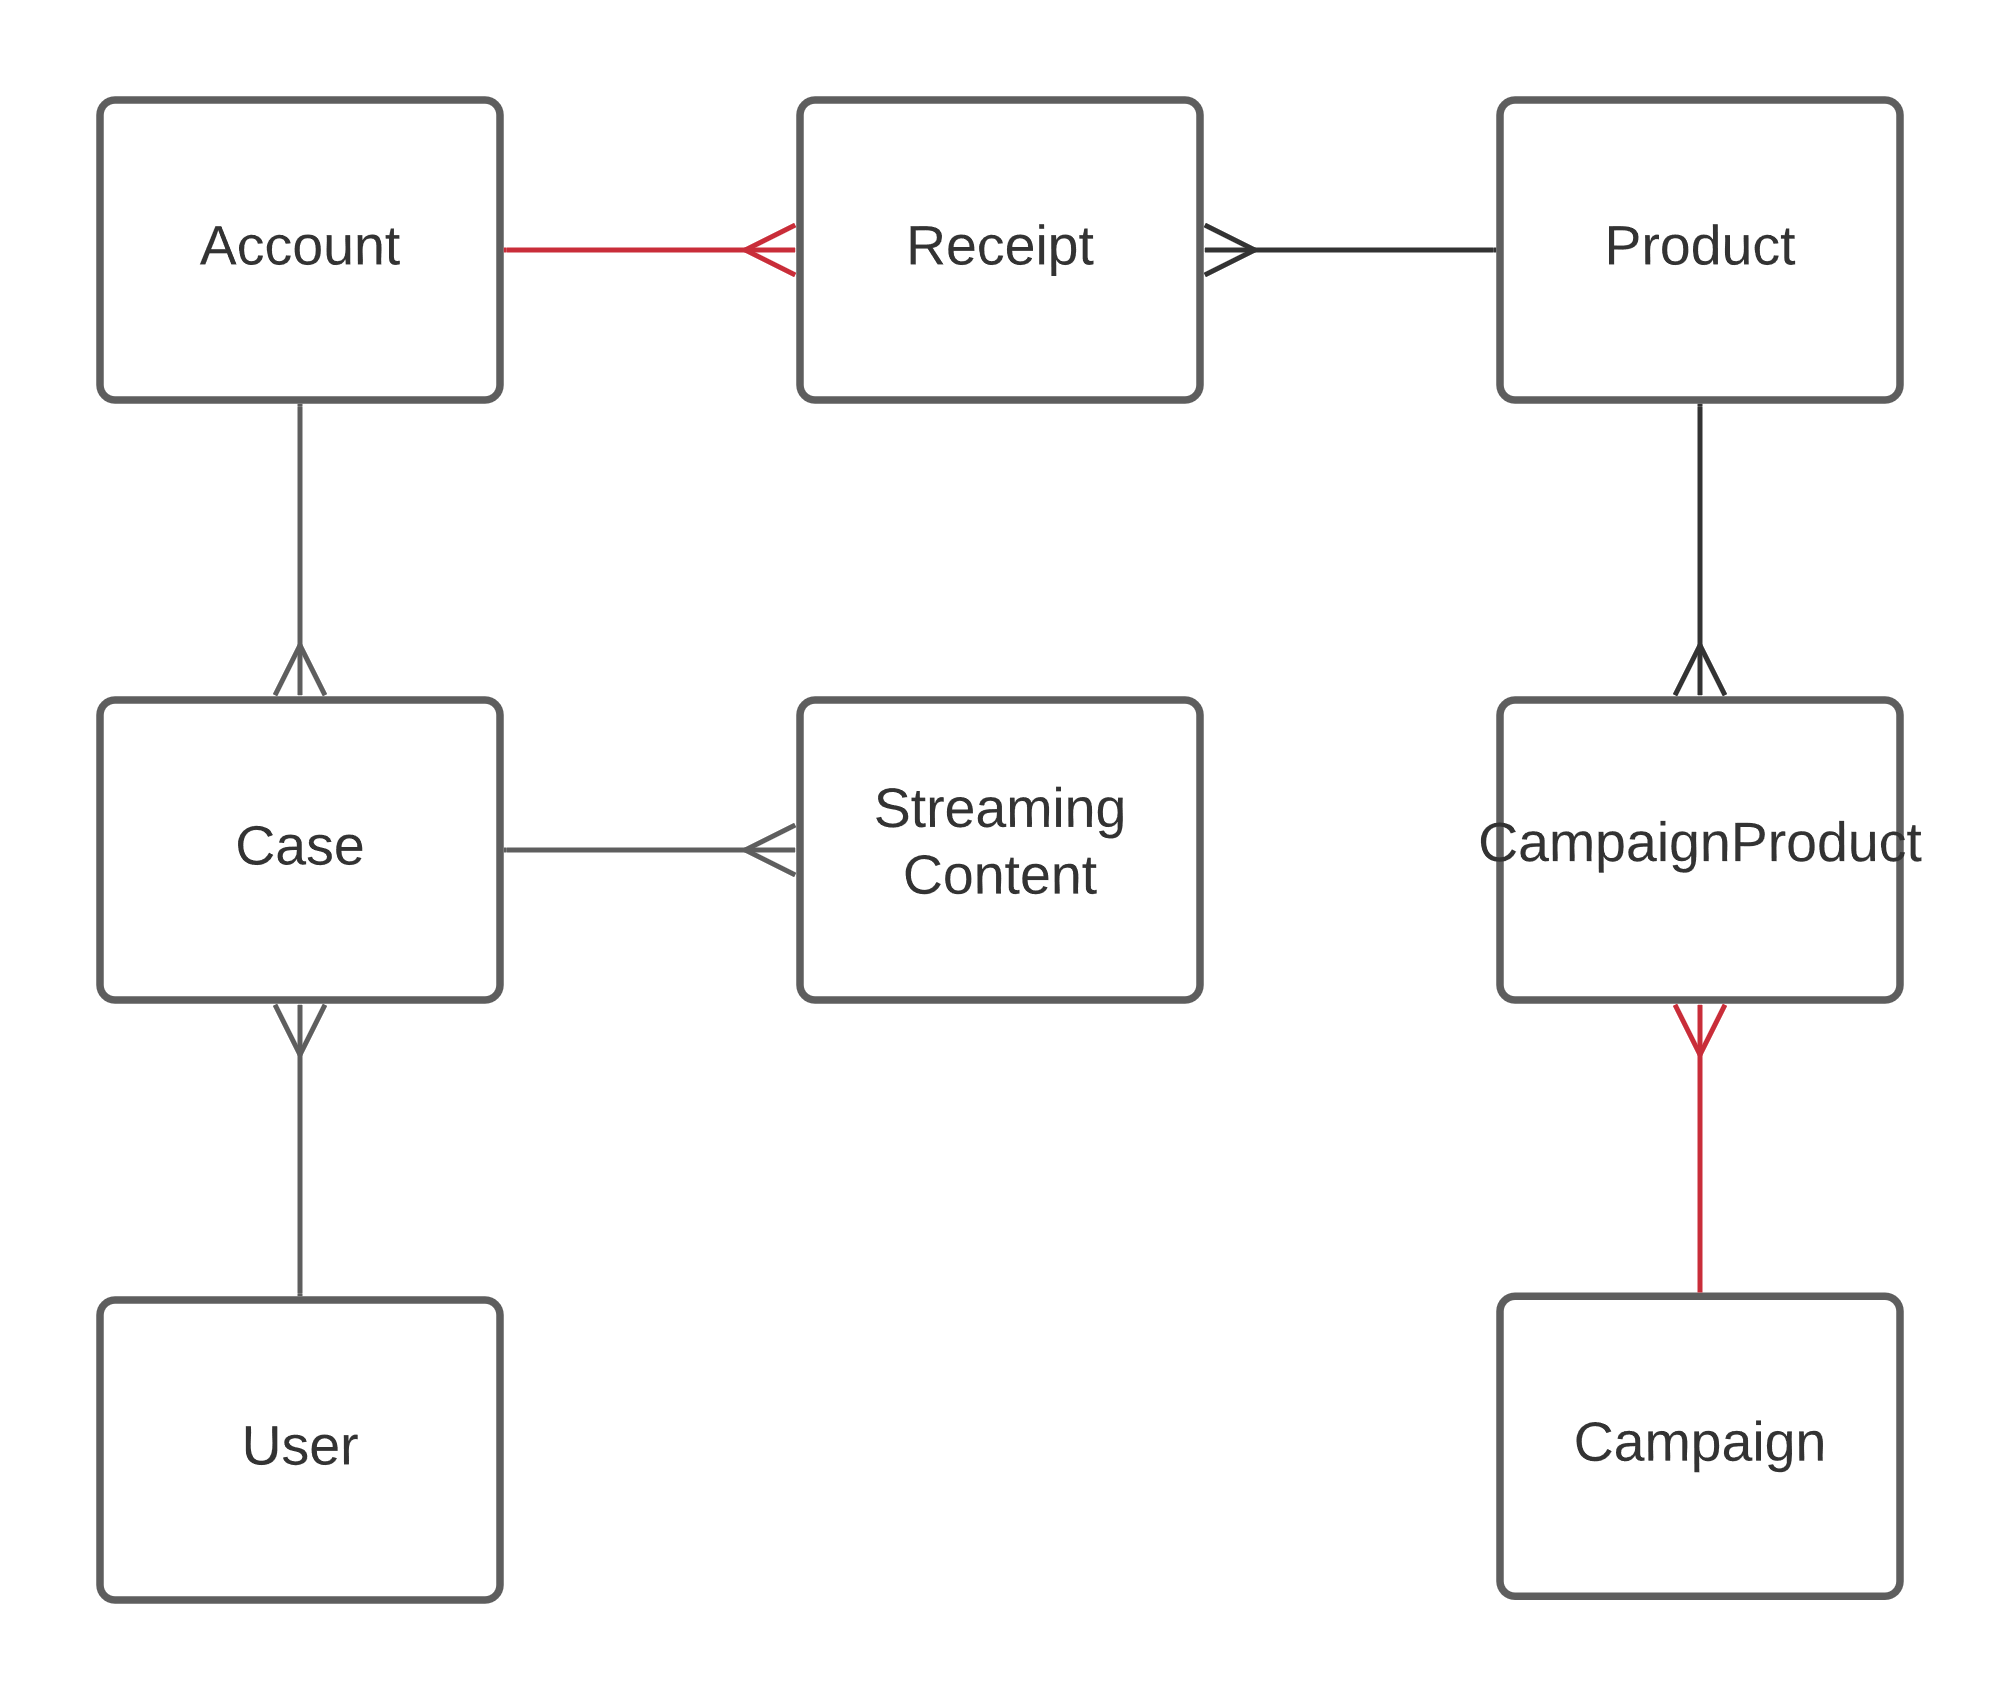 Account
Receipt
Product
Case
Streaming
Content
CampaignProduct
User
Campaign